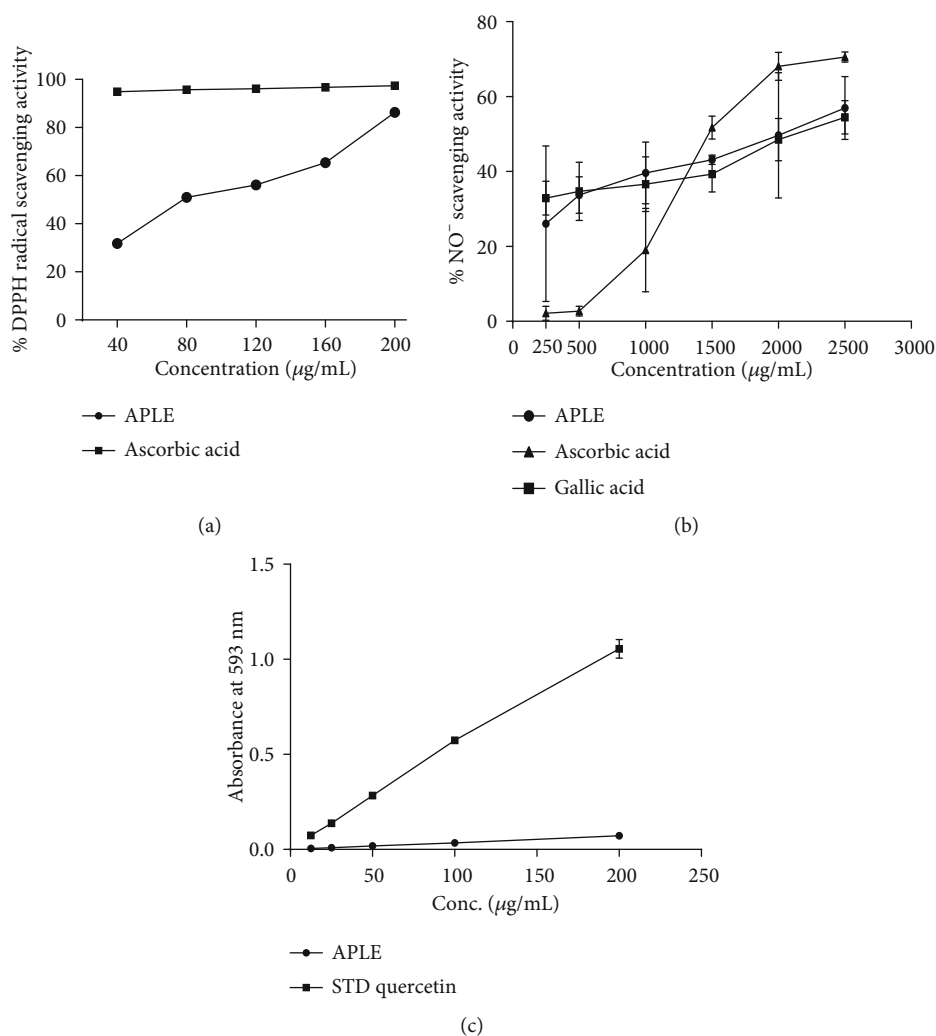 % DPPH radical scavenging activity
100
80
60
40
20
0
40 80 120 160 200
Concentration (μg/mL)
APLE
Ascorbic acid
(a)
% NO⁻ scavenging activity
80
60
40
20
0
0 250 500 1000 1500 2000 2500 3000
Concentration (μg/mL)
APLE
Ascorbic acid
Gallic acid
(b)
Absorbance at 593 nm
1.5
1.0
0.5
0.0
0 50 100 150 200 250
Conc. (μg/mL)
APLE
STD quercetin
(c)